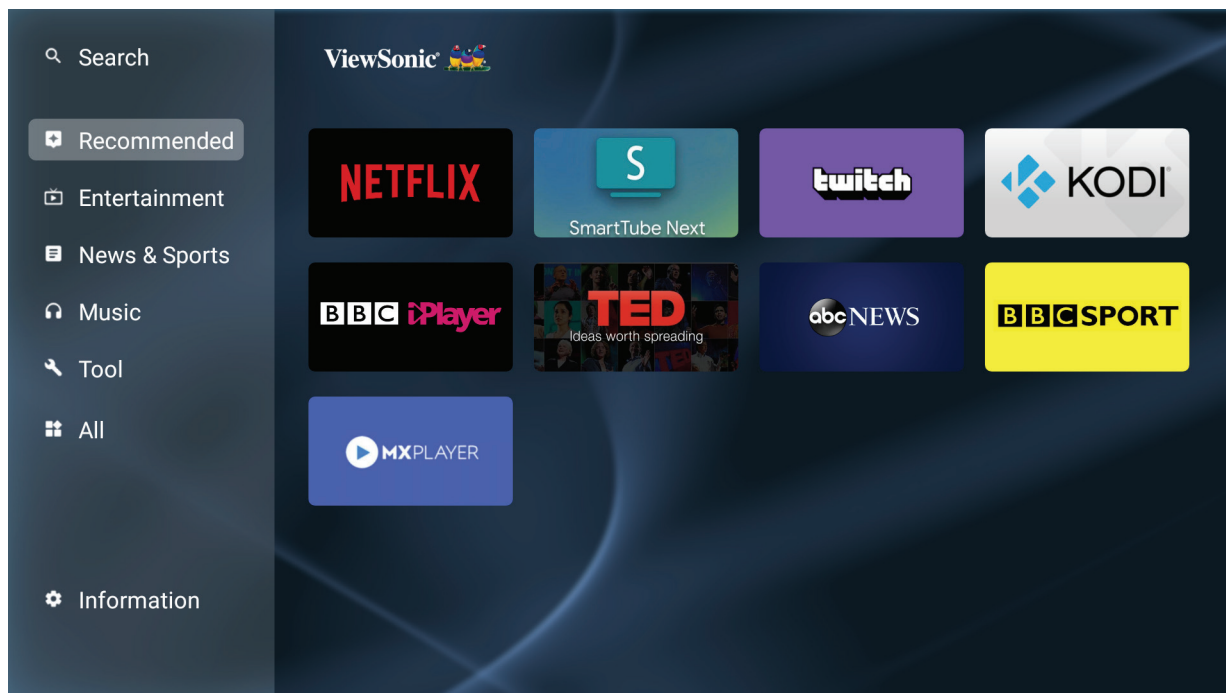 Search
Recommended
Entertainment
News & Sports
Music
Tool
All
Information
ViewSonic®
NETFLIX
S
SmartTube Next
twitch
KODI
BBC iPlayer
TED
Ideas worth spreading
abc NEWS
BBC SPORT
MXPLAYER